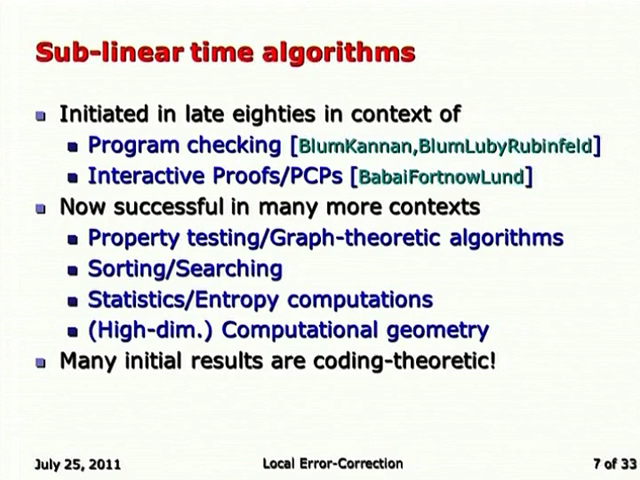 Sub-linear time algorithms
Initiated in late eighties in context of
Program checking [BlumKannan,BlumLubyRubinfeld]
Interactive Proofs/PCPs [BabaiFortnowLund]
Now successful in many more contexts
Property testing/Graph-theoretic algorithms
Sorting/Searching
Statistics/Entropy computations
(High-dim.) Computational geometry
Many initial results are coding-theoretic!
July 25, 2011
Local Error-Correction
7 of 33